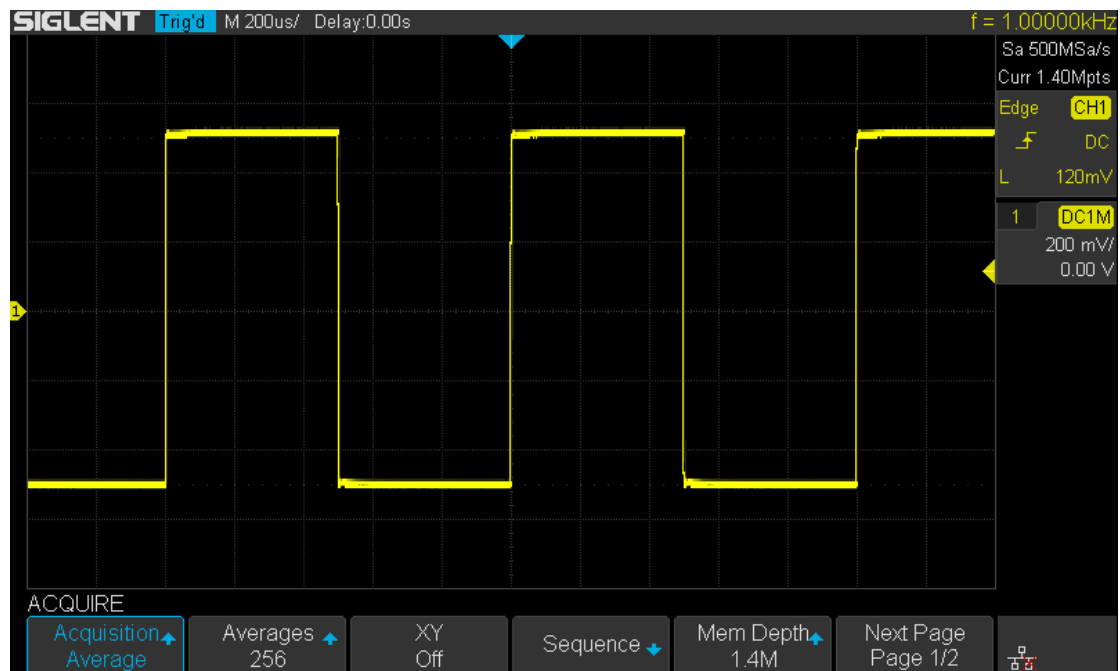 SIGLENT Trig'd M 200us/ Delay:0.00s f = 1.00000kHz
Sa 500MSa/s
Curr 1.40Mpts
Edge CH1
DC
L 120mV
1 DC1M
200 mV/
0.00 V
1
ACQUIRE
Acquisition Averages XY Sequence Mem Depth Next Page
Average 256 Off 1.4M Page 1/2